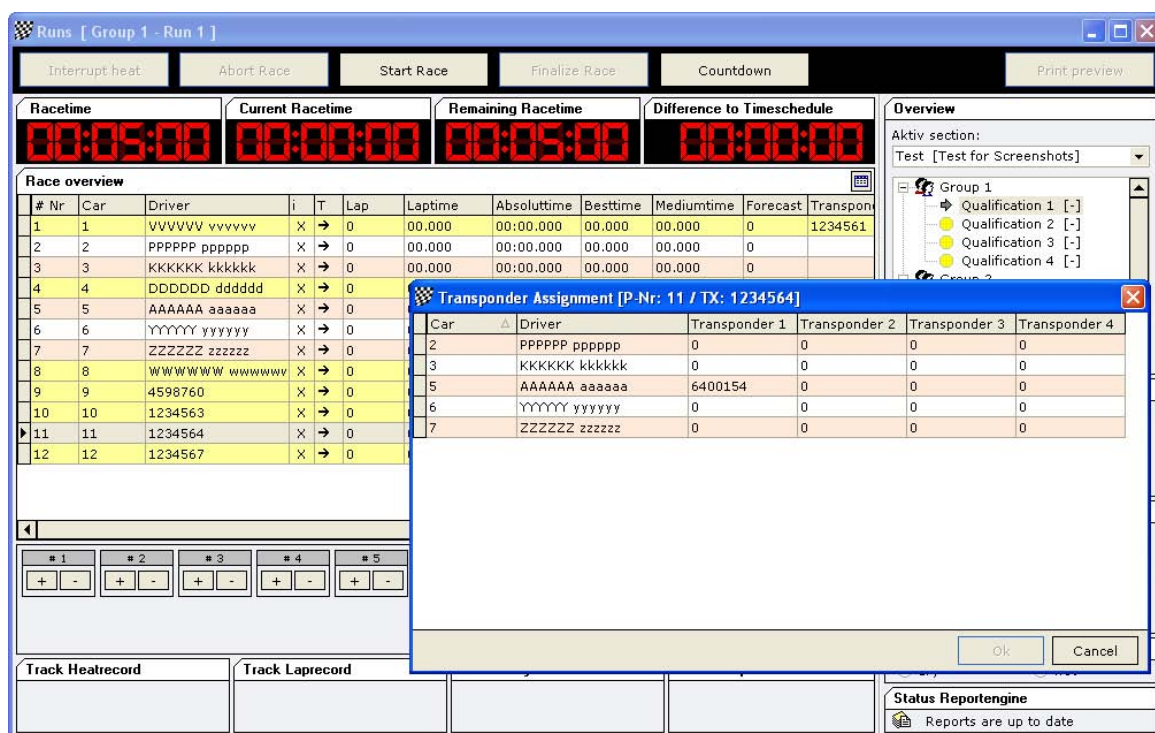 Runs [ Group 1 - Run 1 ]
Interrupt heat Abort Race Start Race Finalize Race Countdown Print preview
Racetime Current Racetime Remaining Racetime Difference to Timeschedule Overview
00:05:00 00:00:00 00:05:00 00:00:00
Aktiv section:
Test [Test for Screenshots]
Race overview
Group 1
Qualification 1 [-]
Qualification 2 [-]
Qualification 3 [-]
Qualification 4 [-]
# Nr Car Driver i T Lap Laptime Absoluttime Besttime Mediumtime Forecast Transpon
1 1 VVVVVV vvvvvv X → 0 00.000 00:00.000 00.000 00.000 0 1234561
2 2 PPPPPP pppppp X → 0 00.000 00:00.000 00.000 00.000 0
3 3 KKKKKK kkkkkk X → 0 00.000 00:00.000 00.000 00.000 0
4 4 DDDDDD dddddd X → 0
5 5 AAAAAA aaaaaa X → 0
6 6 YYYYYY yyyyyy X → 0
7 7 ZZZZZZ zzzzzz X → 0
8 8 WWWWWW wwwwww X → 0
9 9 4598760 X → 0
10 10 1234563 X → 0
11 11 1234564 X → 0
12 12 1234567 X → 0
Transponder Assignment [P-Nr: 11 / TX: 1234564]
Car Driver Transponder 1 Transponder 2 Transponder 3 Transponder 4
2 PPPPPP pppppp 0 0 0 0
3 KKKKKK kkkkkk 0 0 0 0
5 AAAAAA aaaaaa 6400154 0 0 0
6 YYYYYY yyyyyy 0 0 0 0
7 ZZZZZZ zzzzzz 0 0 0 0
Ok Cancel
# 1 # 2 # 3 # 4 # 5
+ - + - + - + - + -
Track Heatrecord Track Laprecord
Status Reportengine
Reports are up to date